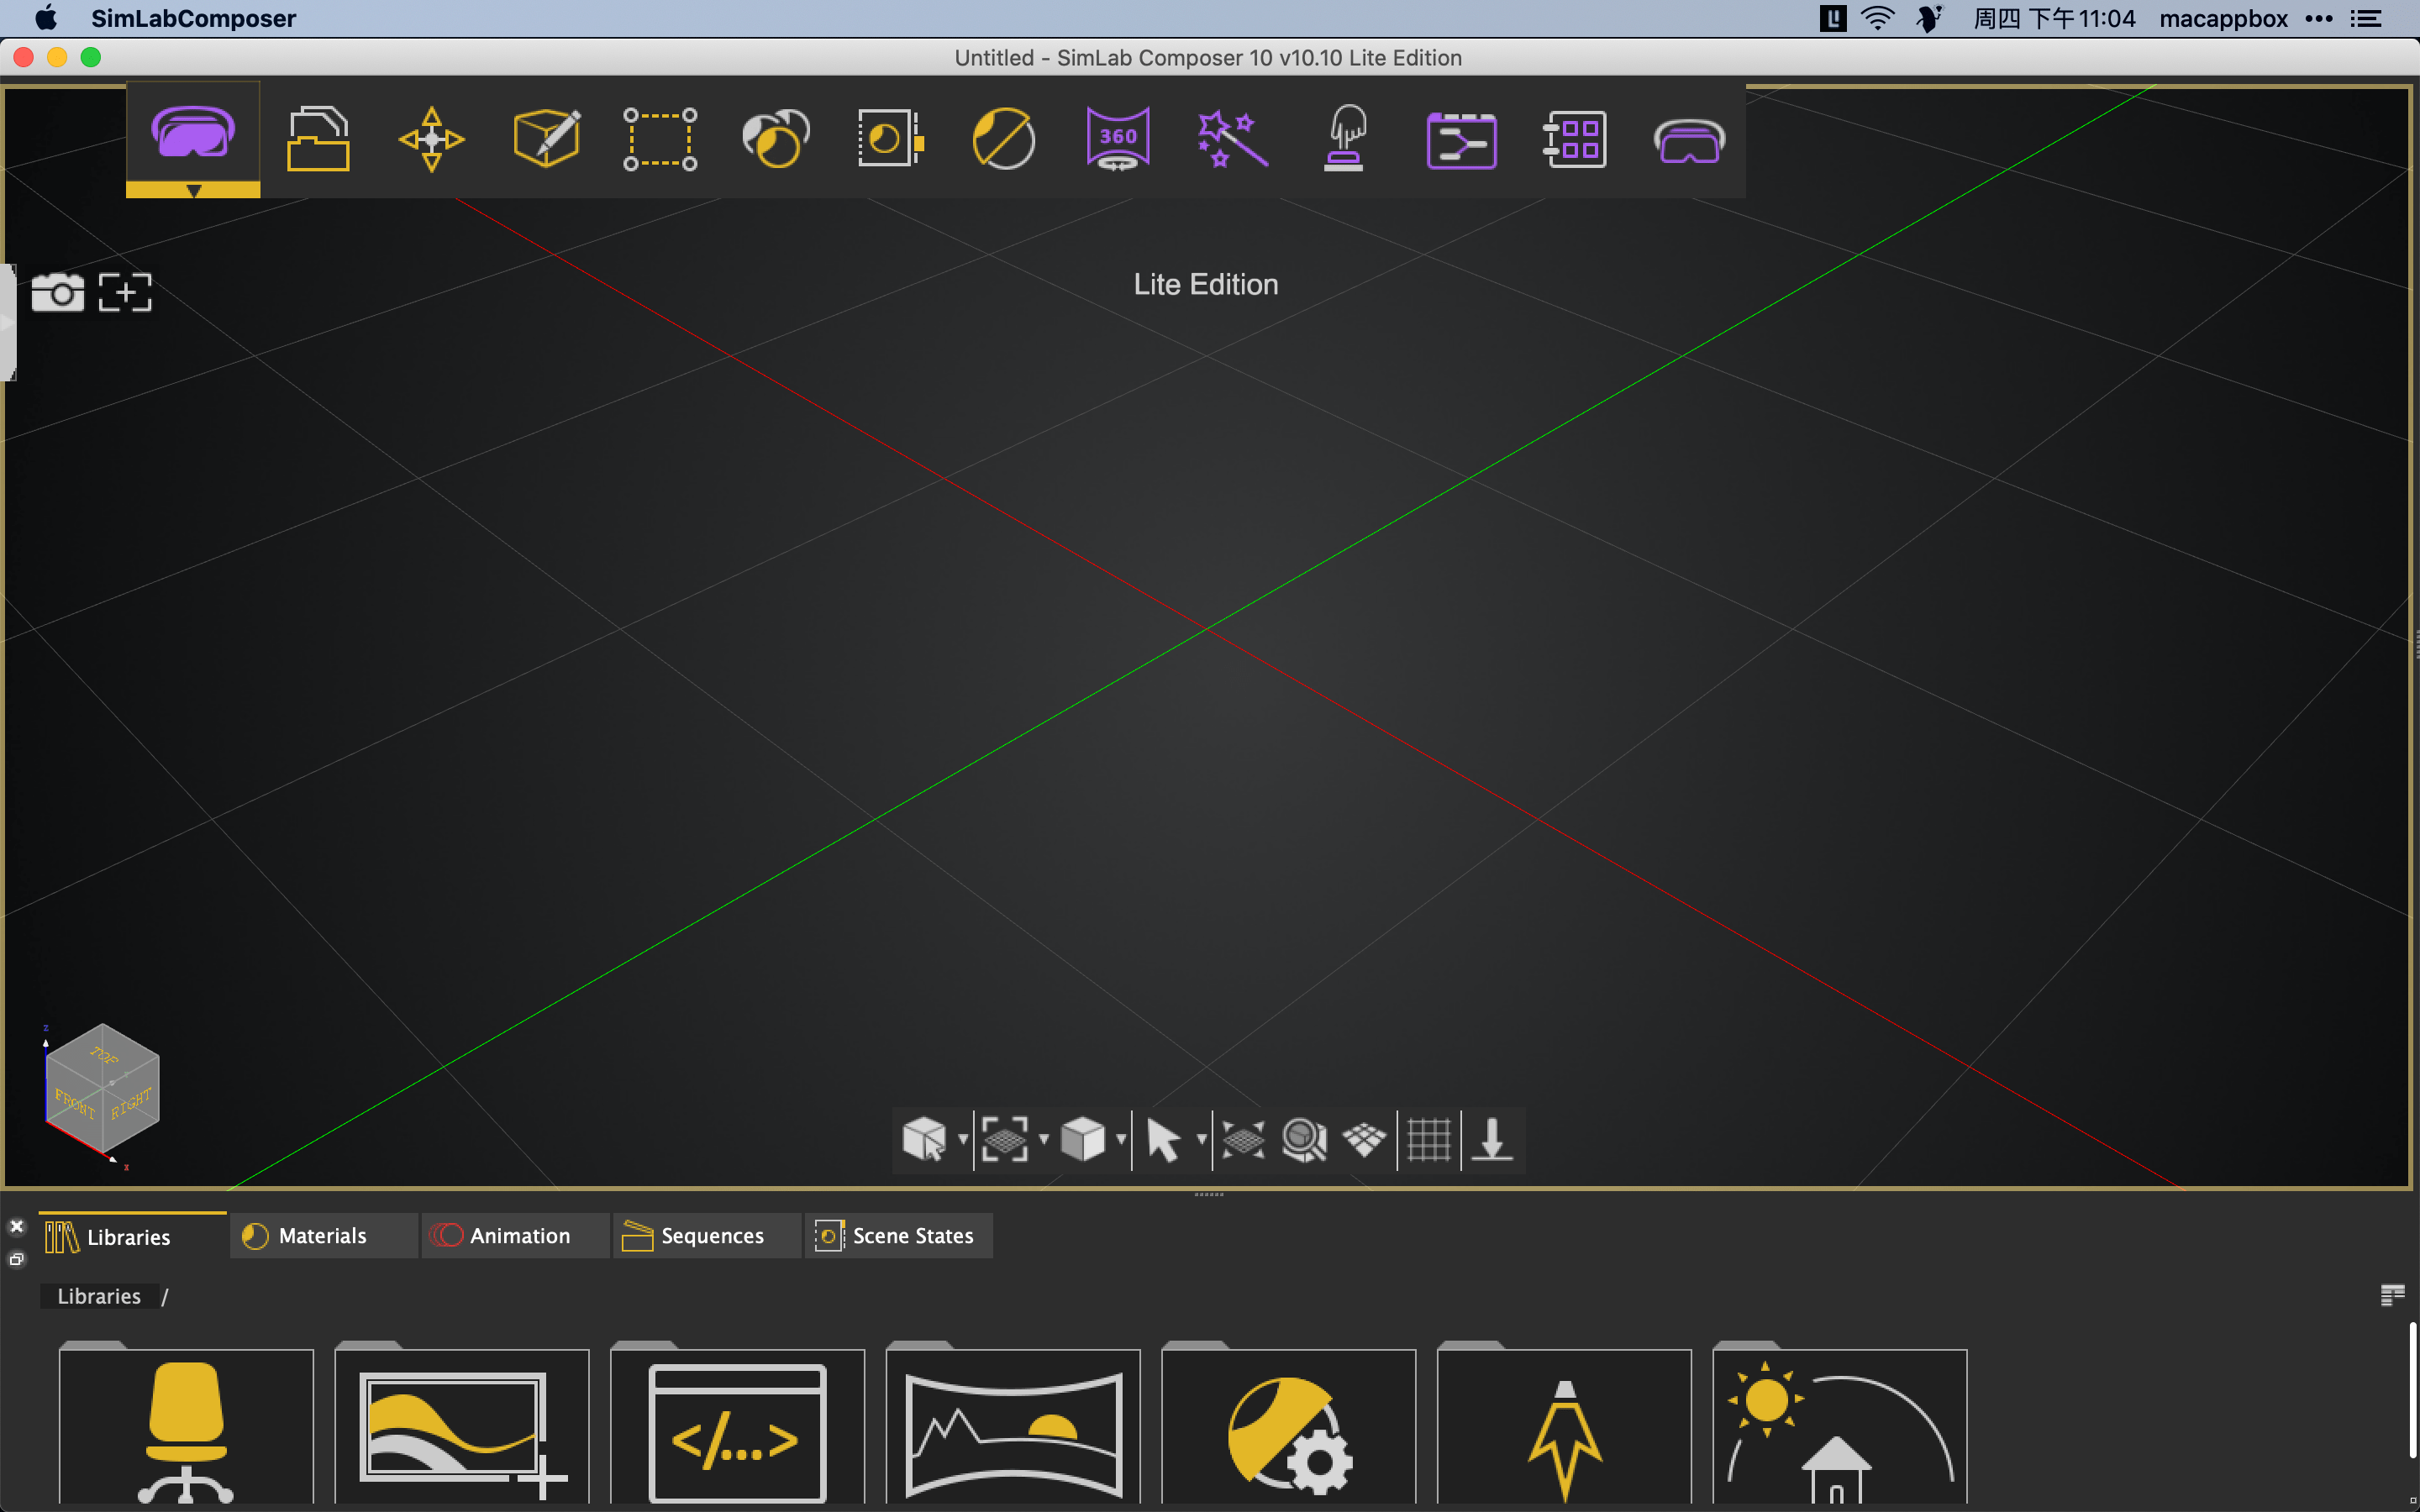 SimLabComposer
周四 下午11:04 macappbox
Untitled - SimLab Composer 10 v10.10 Lite Edition
360
Lite Edition
Z
TOP
FRONT RIGHT
X
Libraries Materials Animation Sequences Scene States
Libraries /
</...>